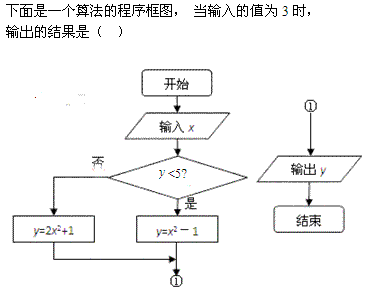 下面是一个算法的程序框图， 当输入的值为 3 时，
输出的结果是（ ）
开始
输入 x
y <5?
否
是
y=2x²+1
y=x²－1
①
①
输出 y
结束